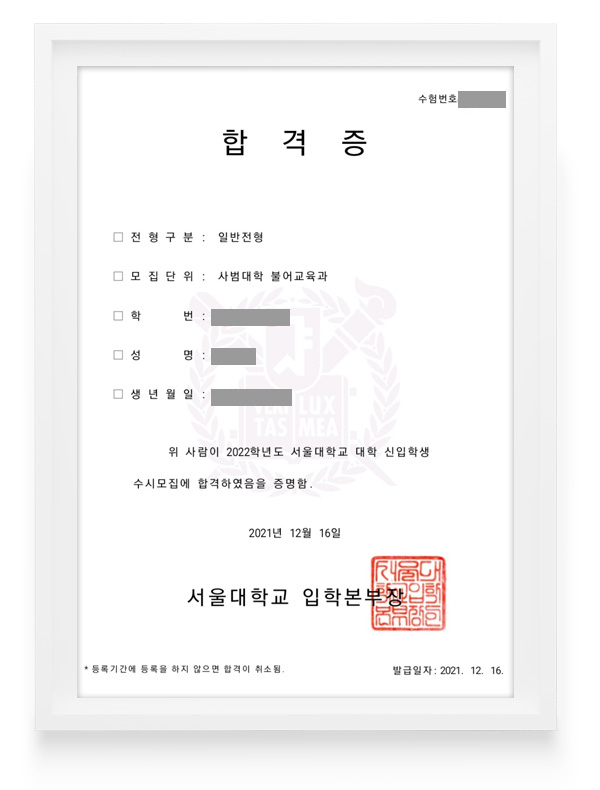 수험번호
합 격 증
□ 전 형 구 분 : 일반전형
□ 모 집 단 위 : 사범대학 불어교육과
□ 학 번 :
□ 성 명 :
□ 생 년 월 일 :
VERI LUX
TAS MEA
위 사람이 2022학년도 서울대학교 대학 신입학생
수시모집에 합격하였음을 증명함.
2021년 12월 16일
서울대학교 입학본부장
* 등록기간에 등록을 하지 않으면 합격이 취소됨.
발급일자: 2021. 12. 16.